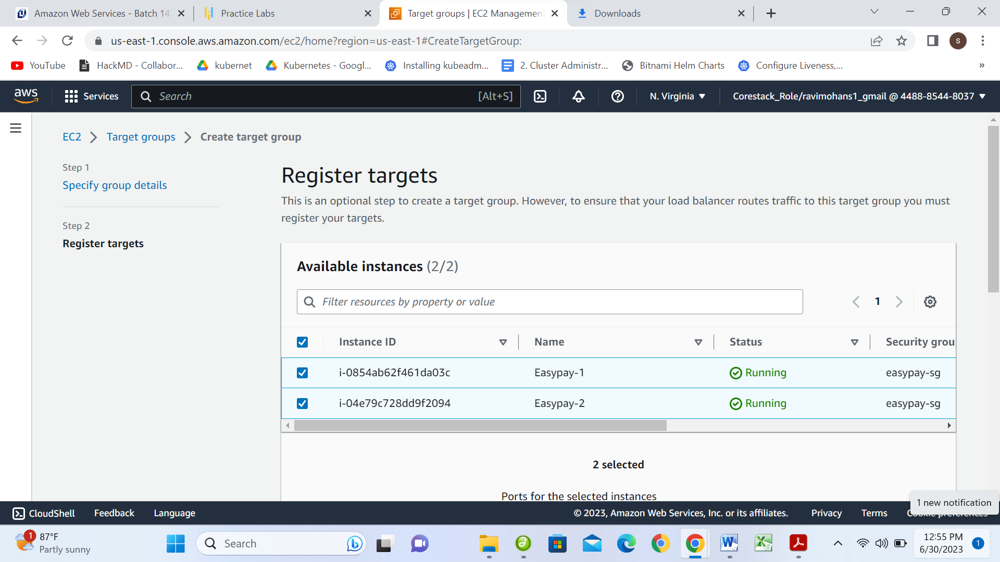 Amazon Web Services - Batch 14
Practice Labs
Target groups | EC2 Management
Downloads
us-east-1.console.aws.amazon.com/ec2/home?region=us-east-1#CreateTargetGroup:
S
YouTube
HackMD - Collabor...
kubernet
Kubernetes - Googl...
Installing kubeadm...
2. Cluster Administr...
Bitnami Helm Charts
Configure Liveness,...
»
aws
Services
Search
[Alt+S]
N. Virginia
Corestack_Role/ravimohans1_gmail @ 4488-8544-8037
EC2
Target groups
Create target group
Step 1
Specify group details
Step 2
Register targets
Register targets
This is an optional step to create a target group. However, to ensure that your load balancer routes traffic to this target group you must
register your targets.
Available instances (2/2)
Filter resources by property or value
1
Instance ID
Name
Status
Security grou
i-0854ab62f461da03c
Easypay-1
Running
easypay-sg
i-04e79c728dd9f2094
Easypay-2
Running
easypay-sg
2 selected
Ports for the selected instances
1 new notification
CloudShell
Feedback
Language
© 2023, Amazon Web Services, Inc. or its affiliates.
Privacy
Terms
Cookie preferences
1
87°F
Partly sunny
Search
12:55 PM
6/30/2023
1